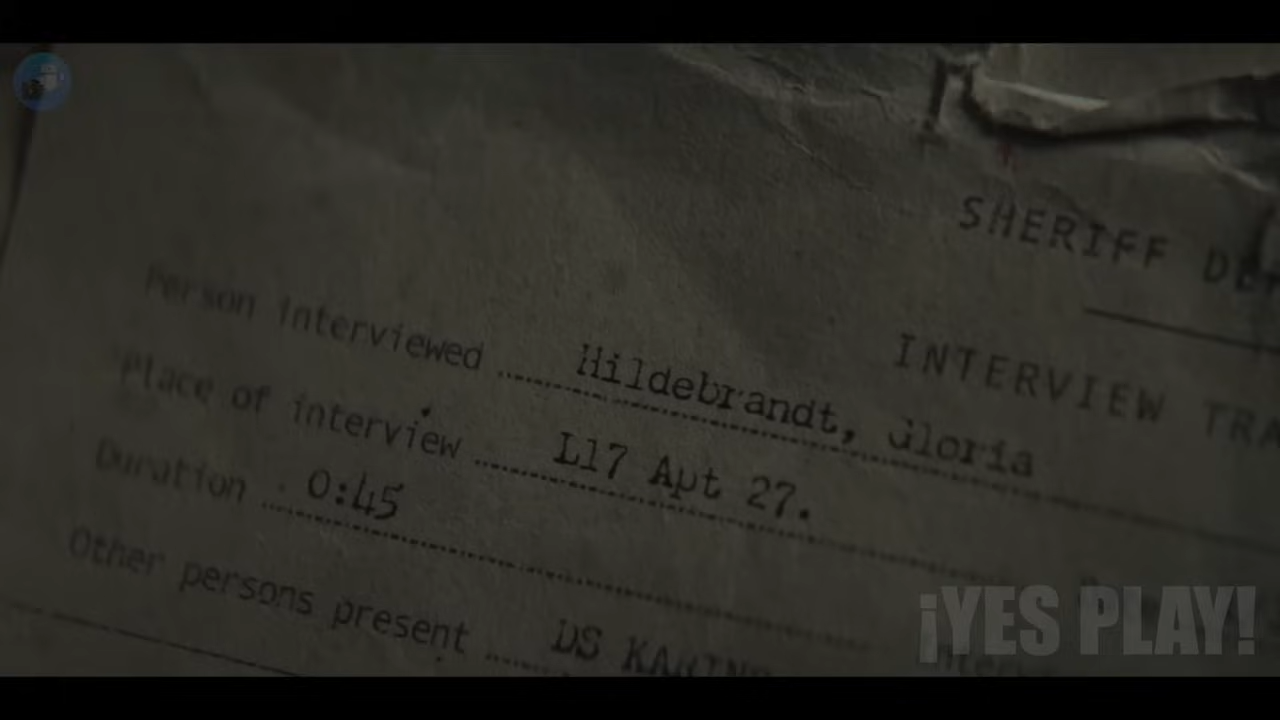 SHERIFF
INTERVIEW
Person interviewed Hildebrandt, Gloria
Place of interview L17 Apt 27.
Duration 0:45
Other persons present DS
¡YES PLAY!